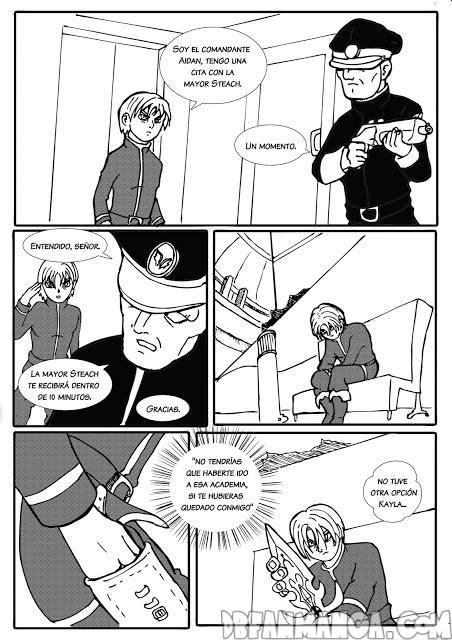 SOY EL COMANDANTE
AIDAN, TENGO UNA
CITA CON LA
MAYOR STEACH.
UN MOMENTO.
ENTENDIDO, SEÑOR.
LA MAYOR STEACH
TE RECIBIRÁ DENTRO
DE 10 MINUTOS.
GRACIAS.
"NO TENDRÍAS
QUE HABERTE IDO
A ESA ACADEMIA,
SI TE HUBIERAS
QUEDADO CONMIGO"
NO TUVE
OTRA OPCIÓN
KAYLA...
DBFANMANGA.COM